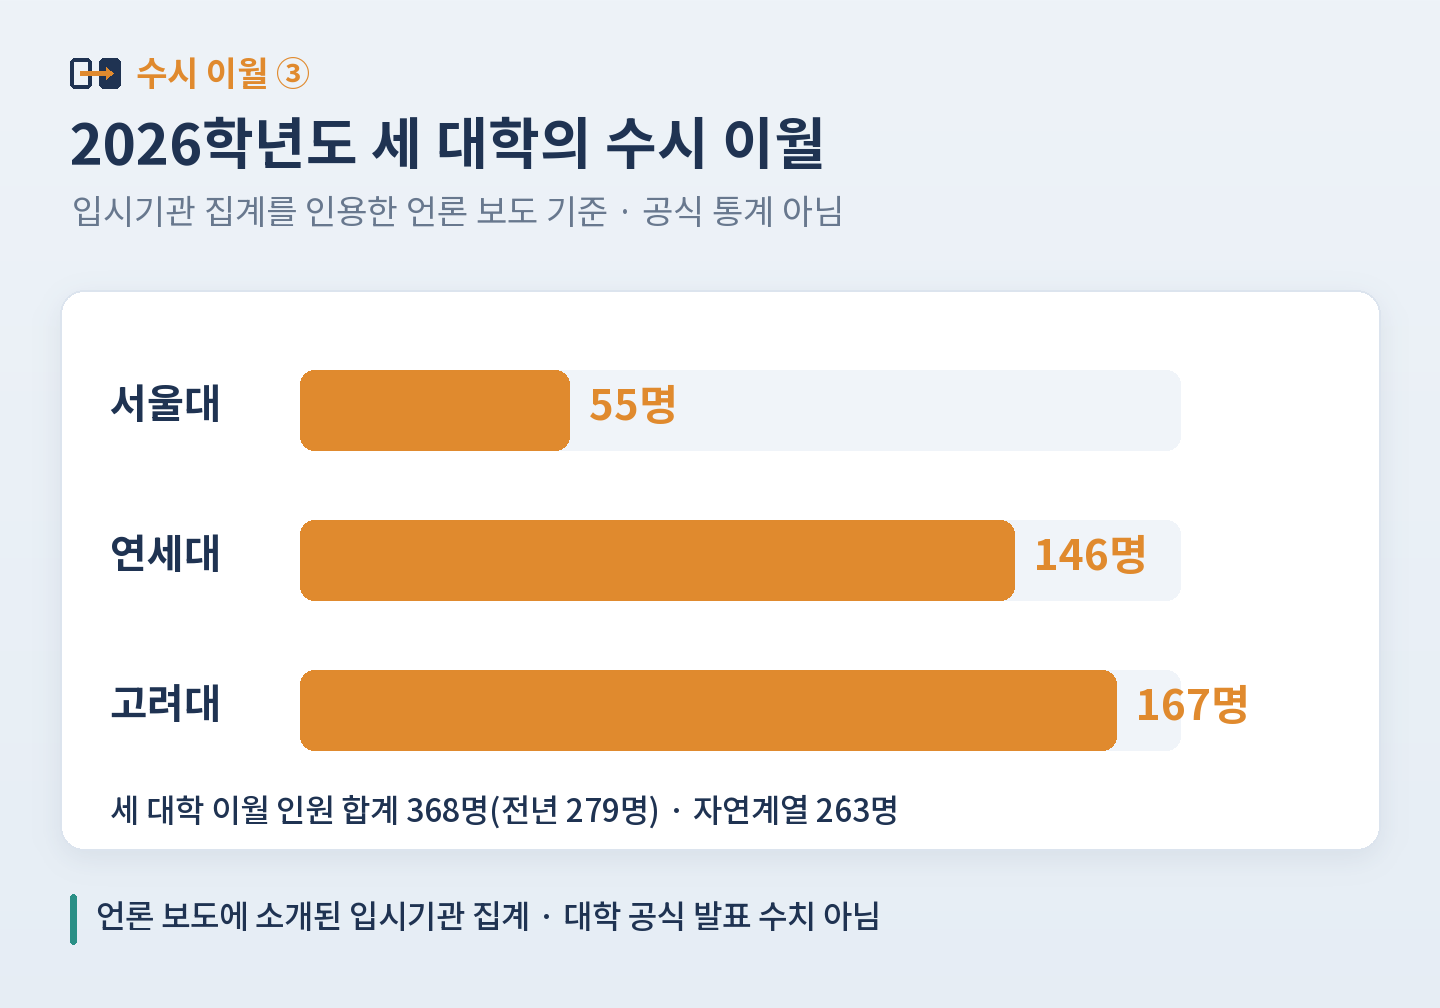 수시 이월 ③
2026학년도 세 대학의 수시 이월
입시기관 집계를 인용한 언론 보도 기준 · 공식 통계 아님
서울대 55명
연세대 146명
고려대 167명
세 대학 이월 인원 합계 368명(전년 279명) · 자연계열 263명
언론 보도에 소개된 입시기관 집계 · 대학 공식 발표 수치 아님